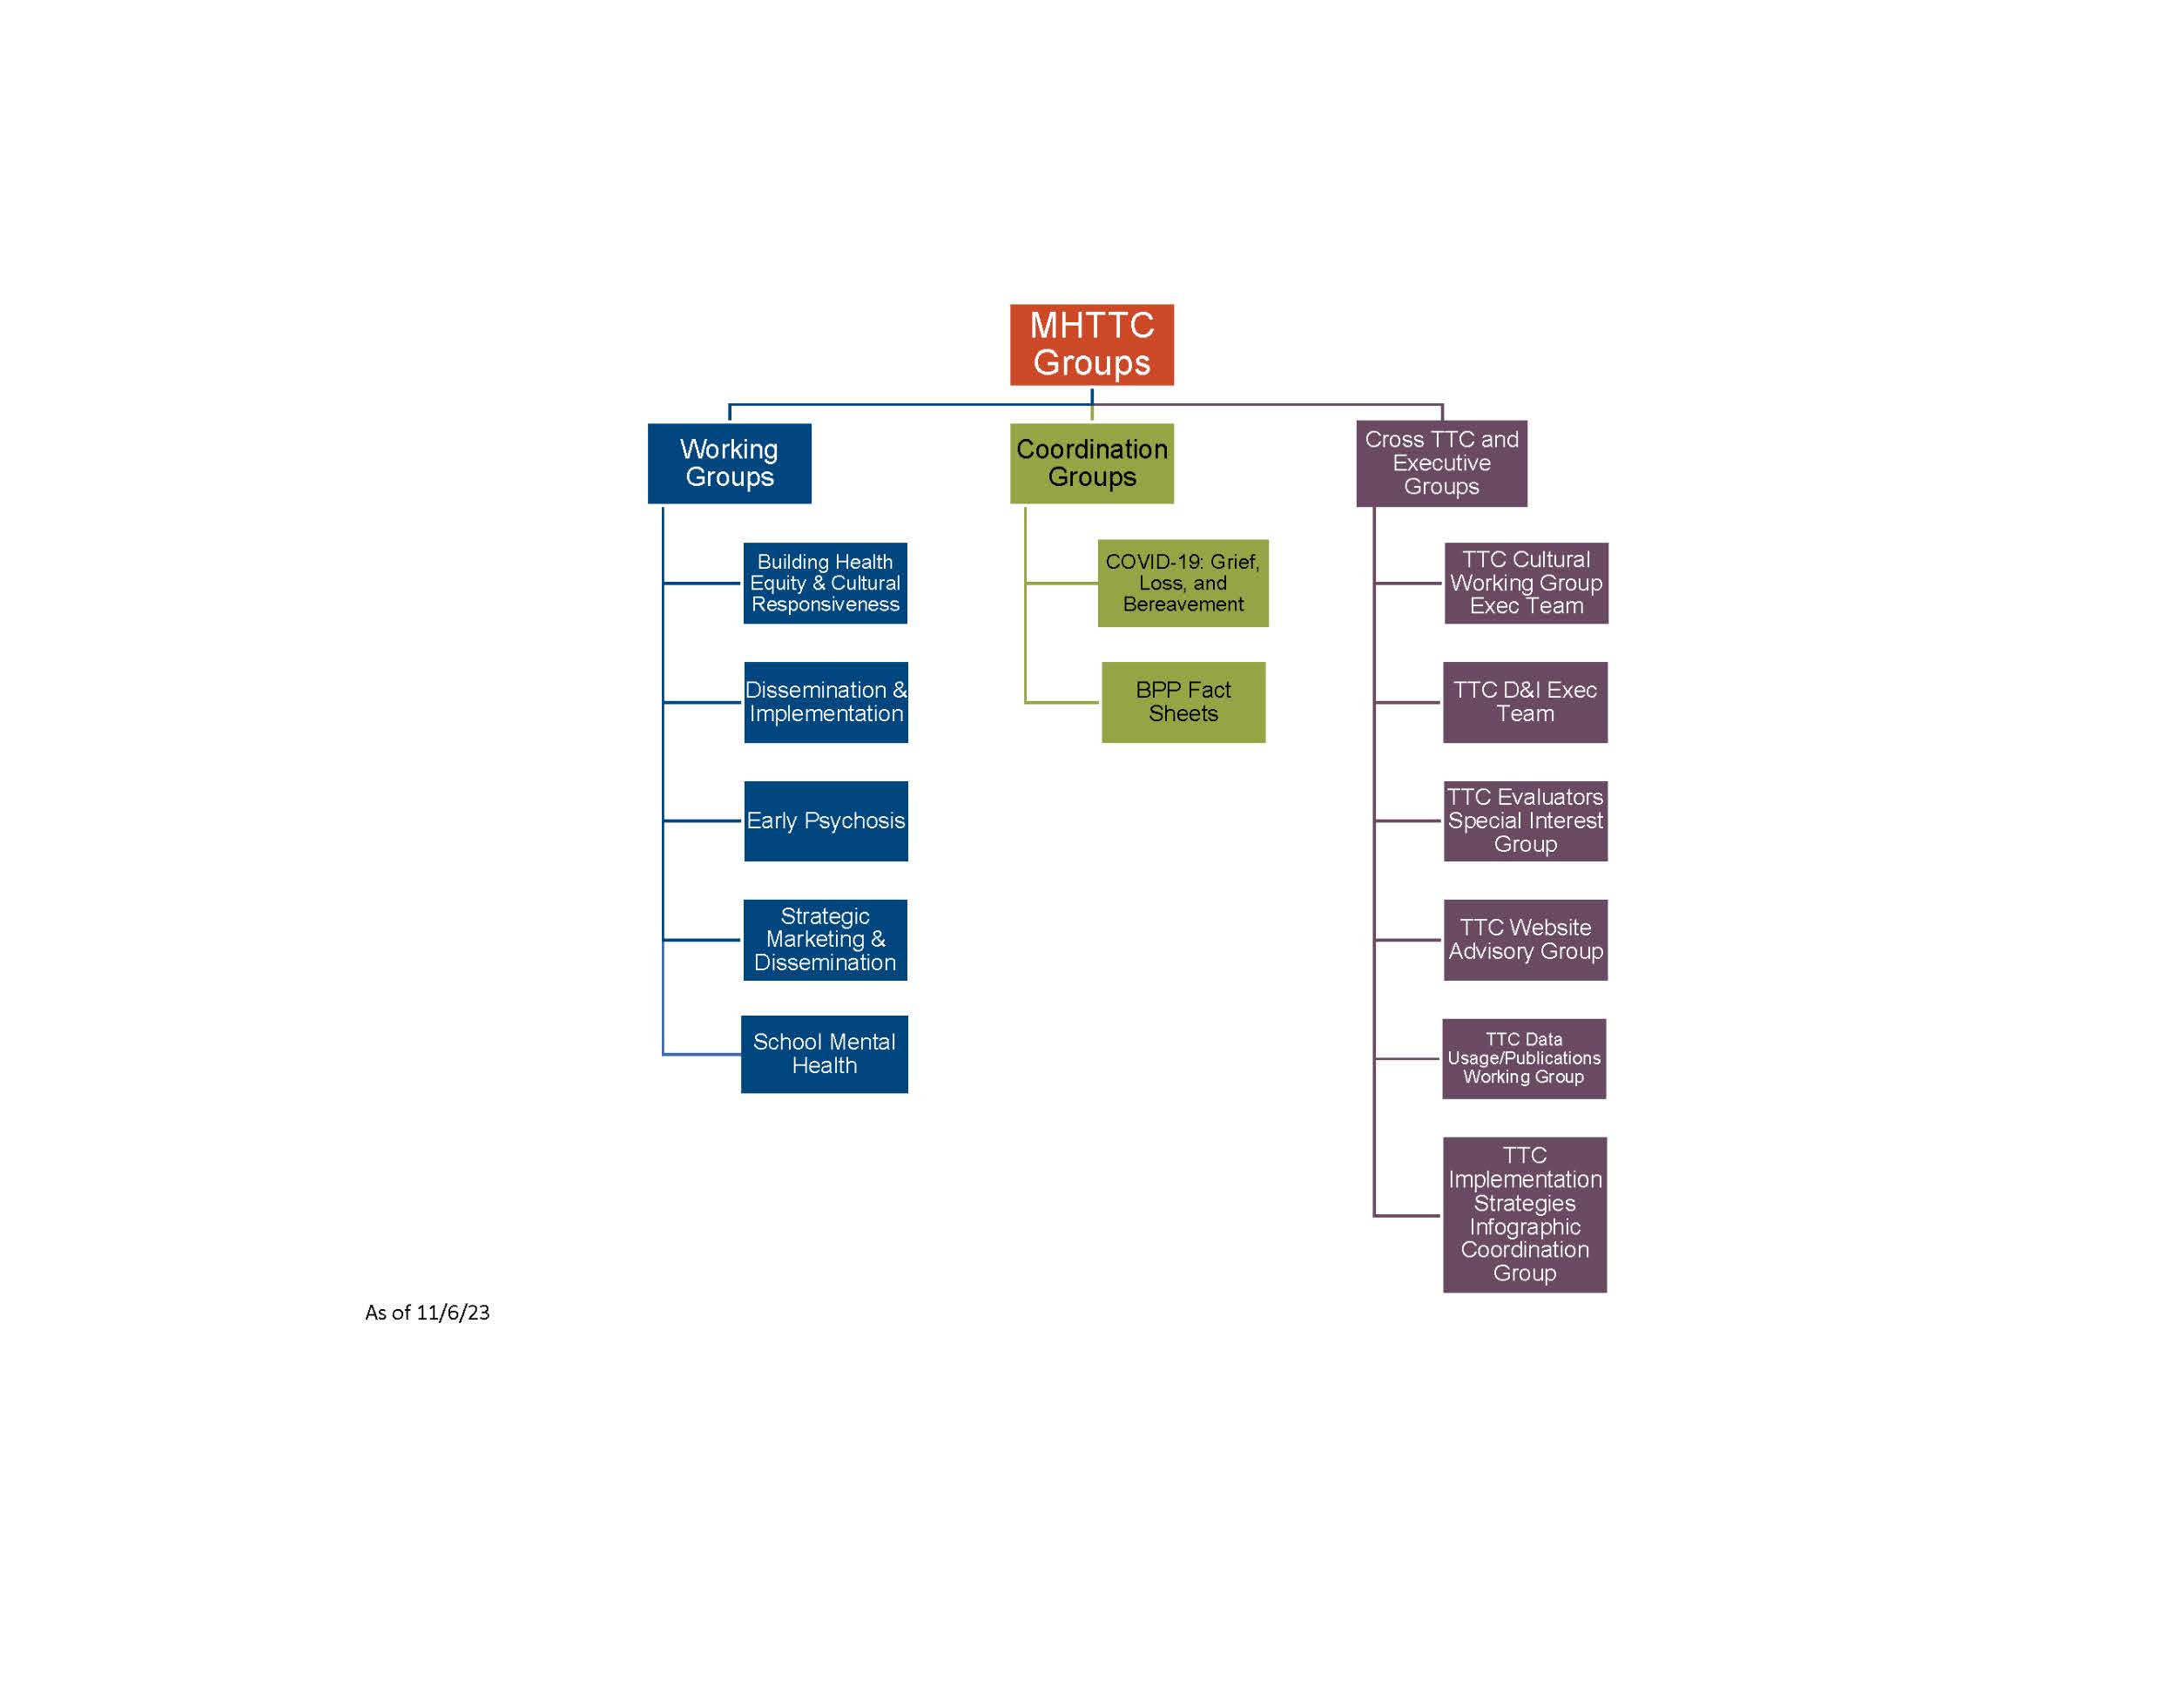 MHTTC
Groups
Working
Groups
Building Health
Equity & Cultural
Responsiveness
Dissemination &
Implementation
Early Psychosis
Strategic
Marketing &
Dissemination
School Mental
Health
Coordination
Groups
COVID-19: Grief,
Loss, and
Bereavement
BPP Fact
Sheets
Cross TTC and
Executive
Groups
TTC Cultural
Working Group
Exec Team
TTC D&I Exec
Team
TTC Evaluators
Special Interest
Group
TTC Website
Advisory Group
TTC Data
Usage/Publications
Working Group
TTC
Implementation
Strategies
Infographic
Coordination
Group
As of 11/6/23